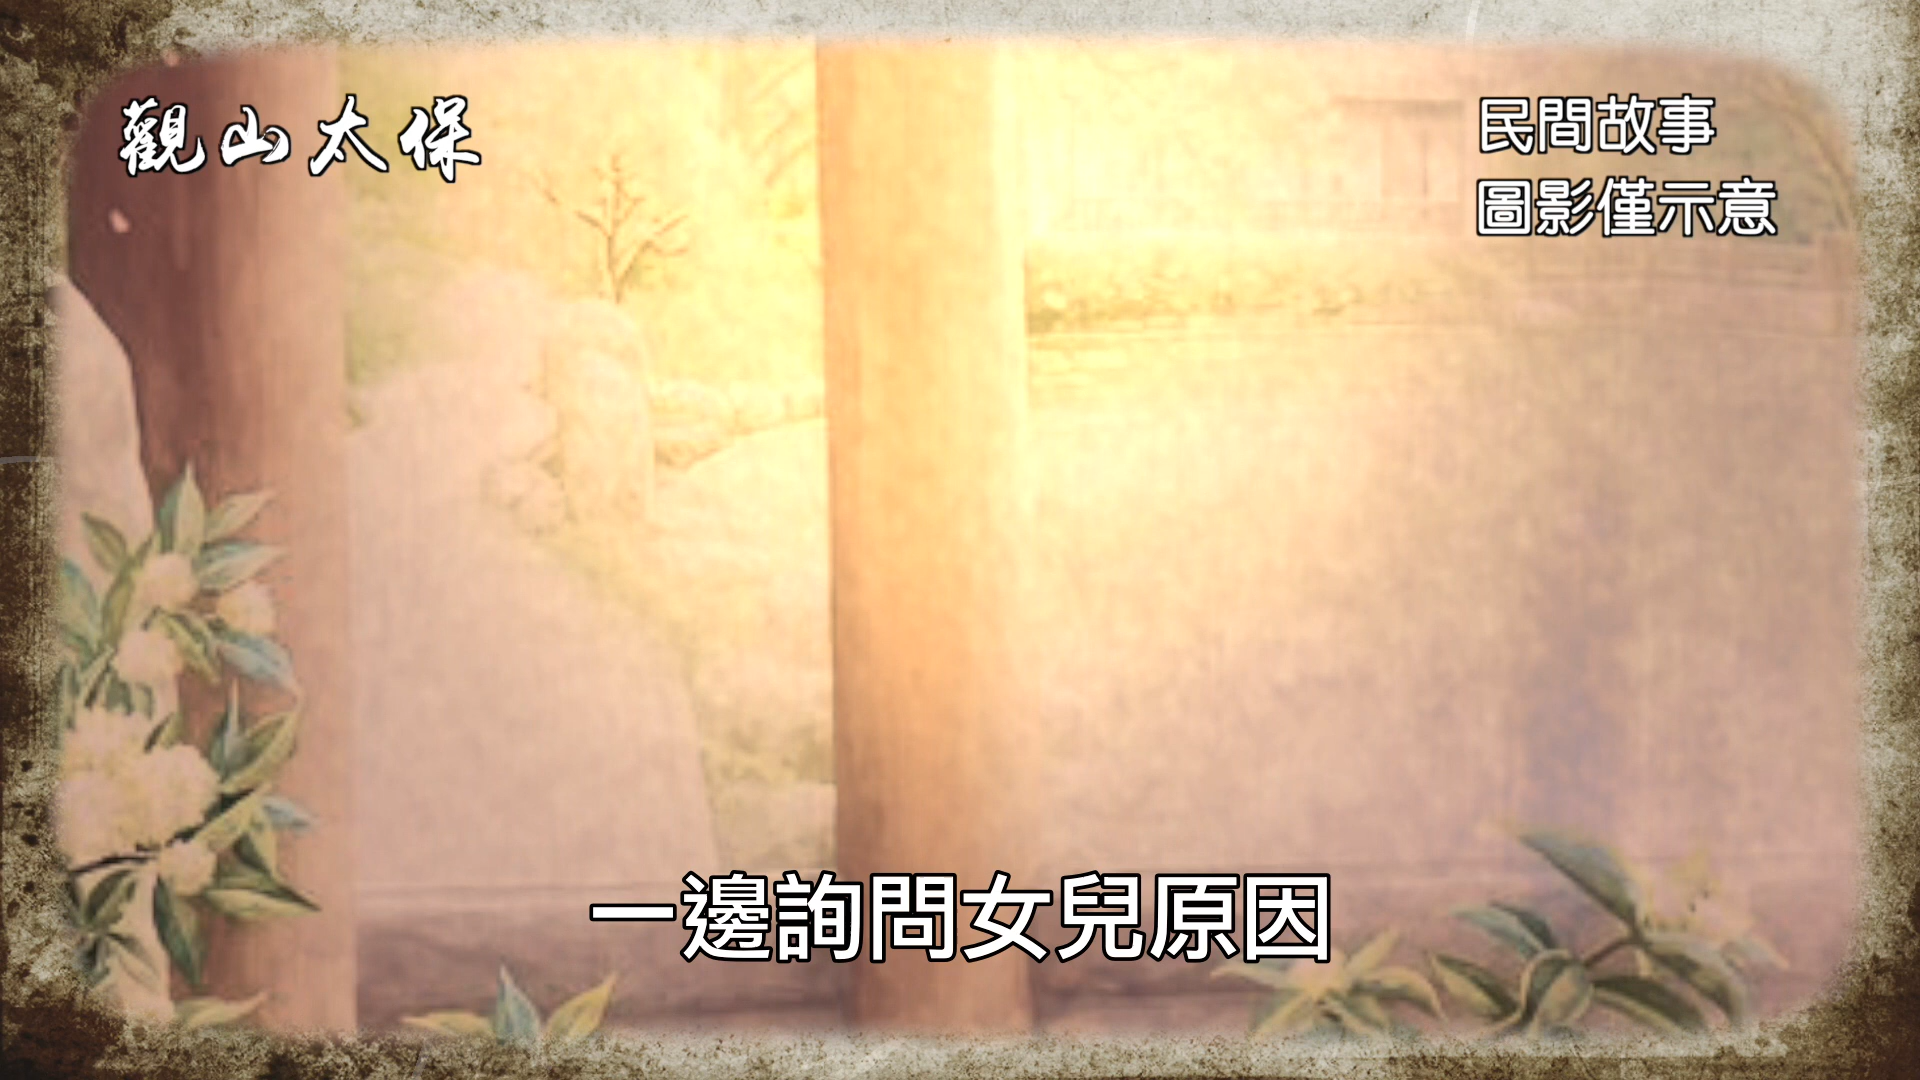 觀山太保
民間故事
圖影僅示意
一邊詢問女兒原因